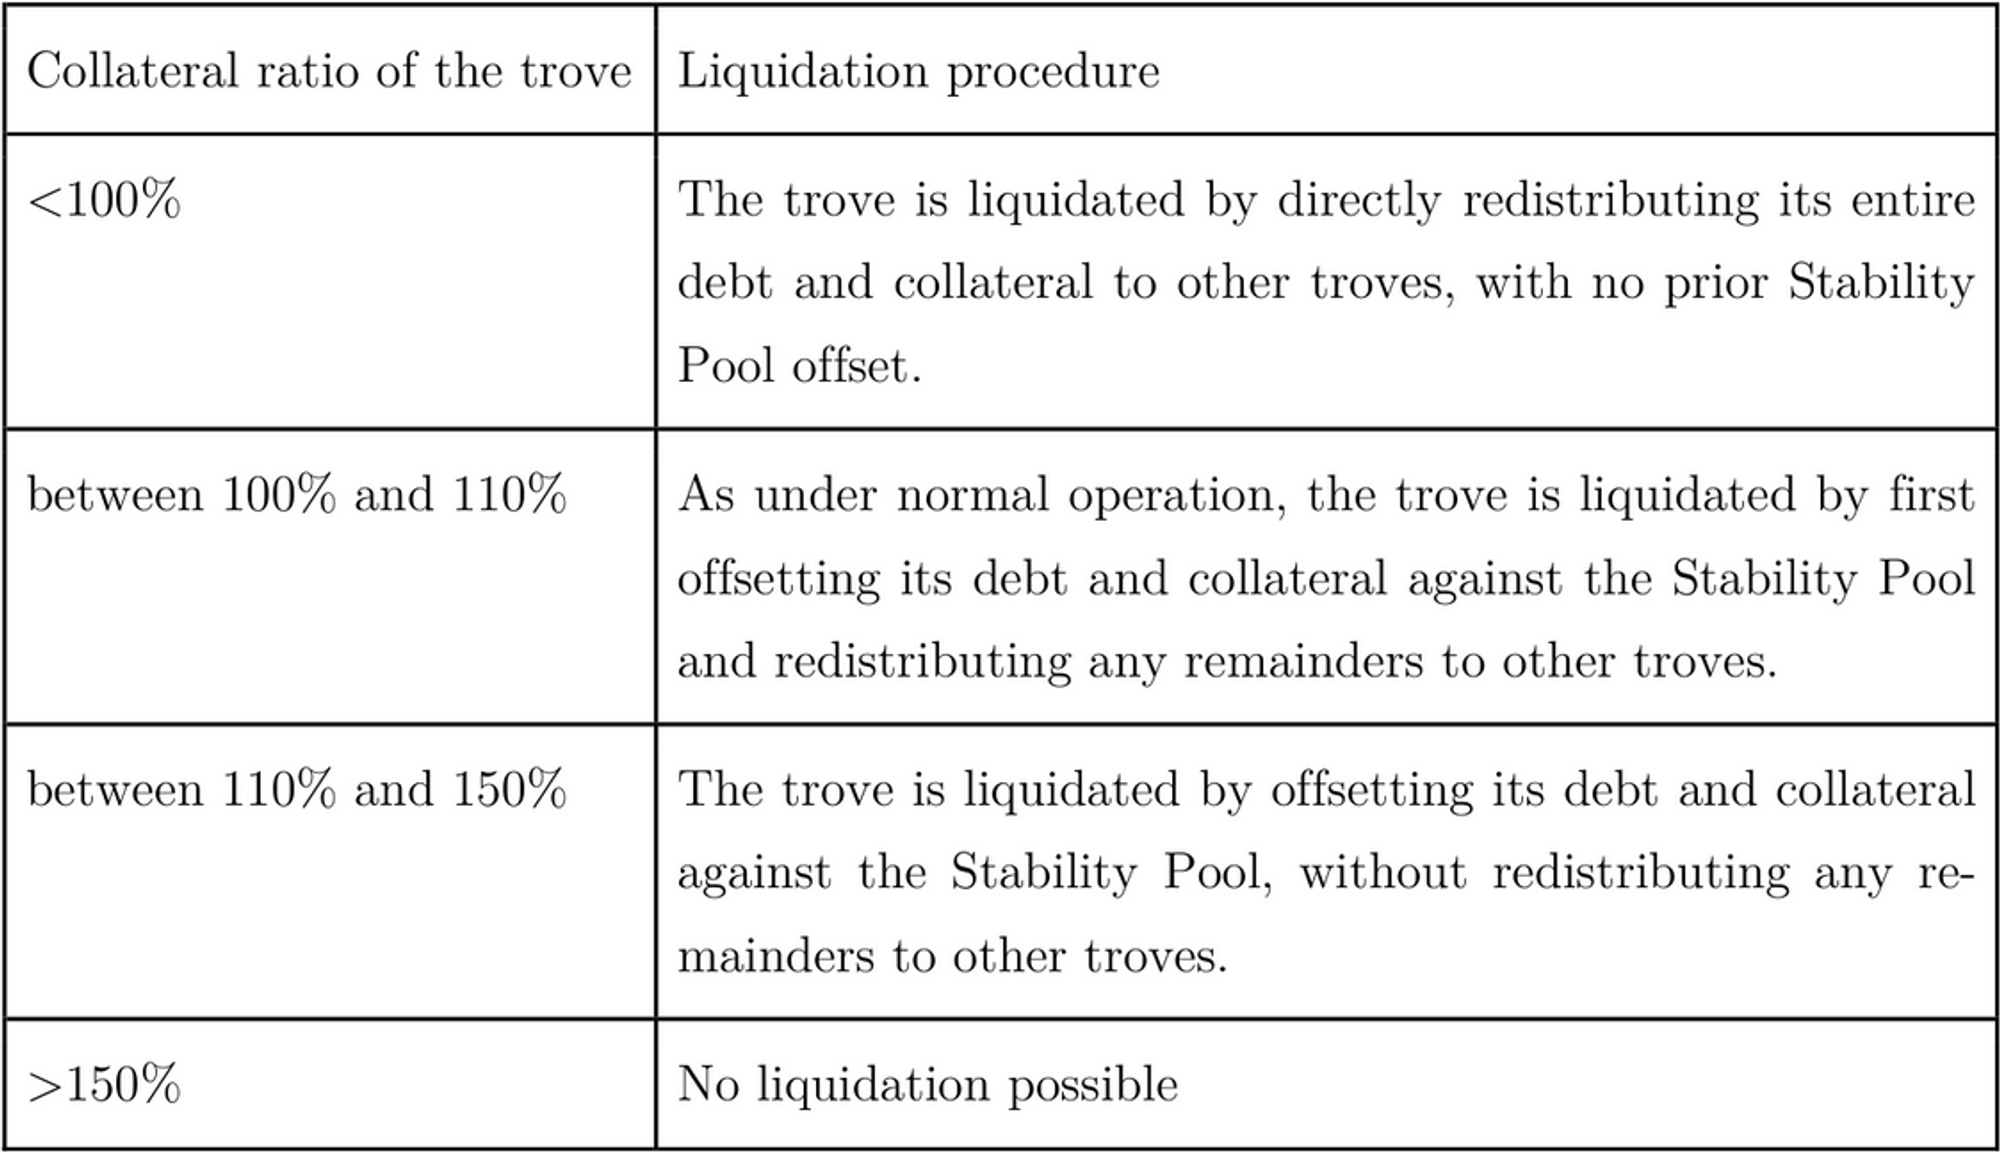 Collateral ratio of the trove
Liquidation procedure
<100%
The trove is liquidated by directly redistributing its entire
debt and collateral to other troves, with no prior Stability
Pool offset.
between 100% and 110%
As under normal operation, the trove is liquidated by first
offsetting its debt and collateral against the Stability Pool
and redistributing any remainders to other troves.
between 110% and 150%
The trove is liquidated by offsetting its debt and collateral
against the Stability Pool, without redistributing any re-
mainders to other troves.
>150%
No liquidation possible